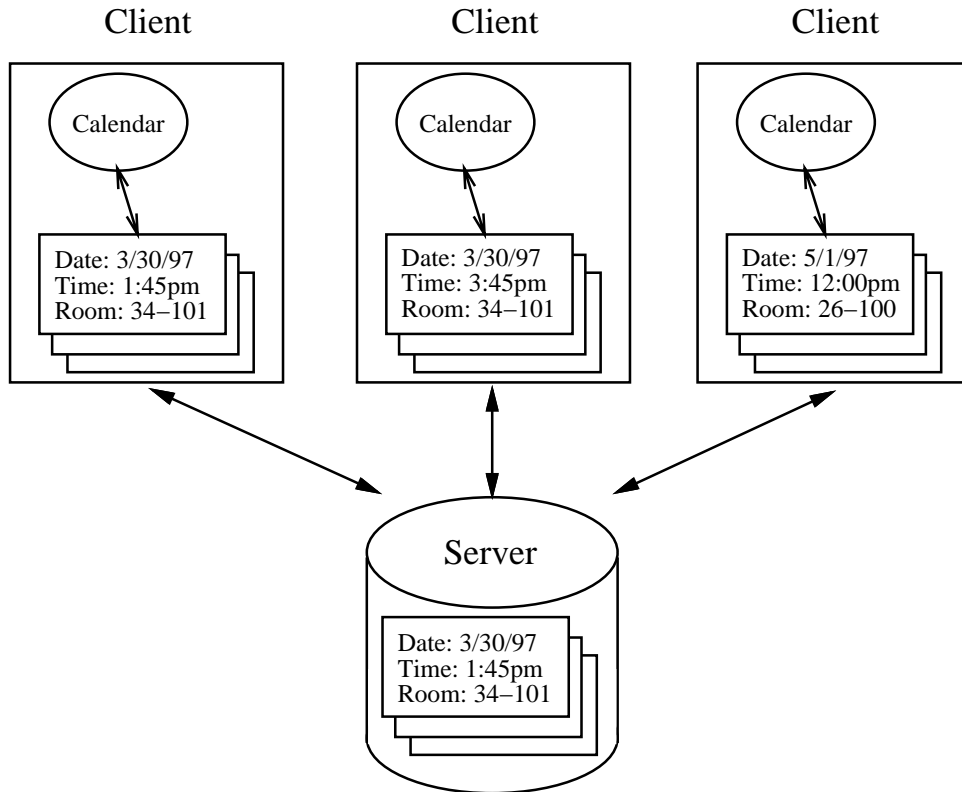 Client
Client
Client
Calendar
Calendar
Calendar
Date: 3/30/97
Time: 1:45pm
Room: 34–101
Date: 3/30/97
Time: 3:45pm
Room: 34–101
Date: 5/1/97
Time: 12:00pm
Room: 26–100
Server
Date: 3/30/97
Time: 1:45pm
Room: 34–101